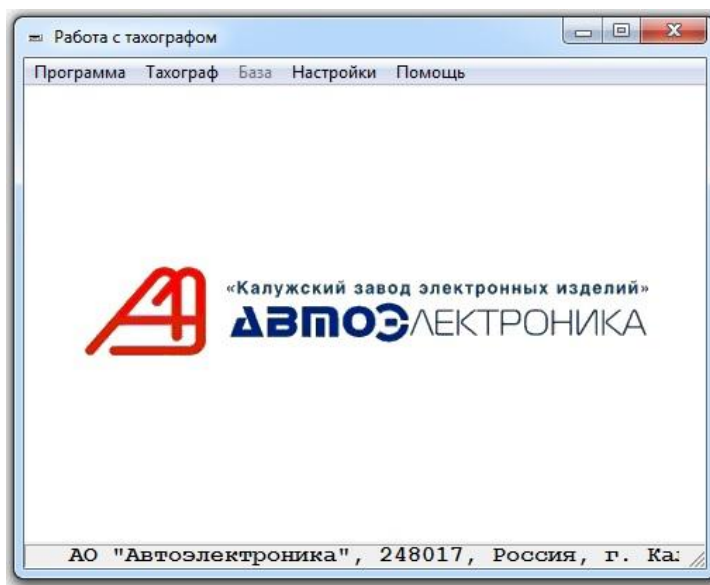 Работа с тахографом
Программа Тахограф База Настройки Помощь
«Калужский завод электронных изделий»
АВТОЭЛЕКТРОНИКА
АО "Автоэлектроника", 248017, Россия, г.